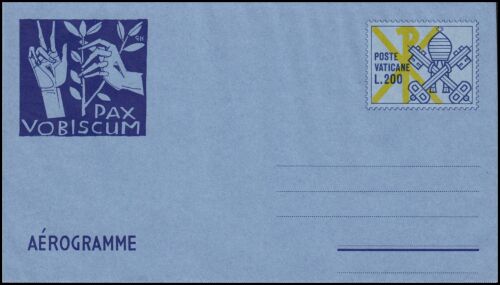 PAX
VOBISCUM
POSTE
VATICANE
L.200
AÉROGRAMME